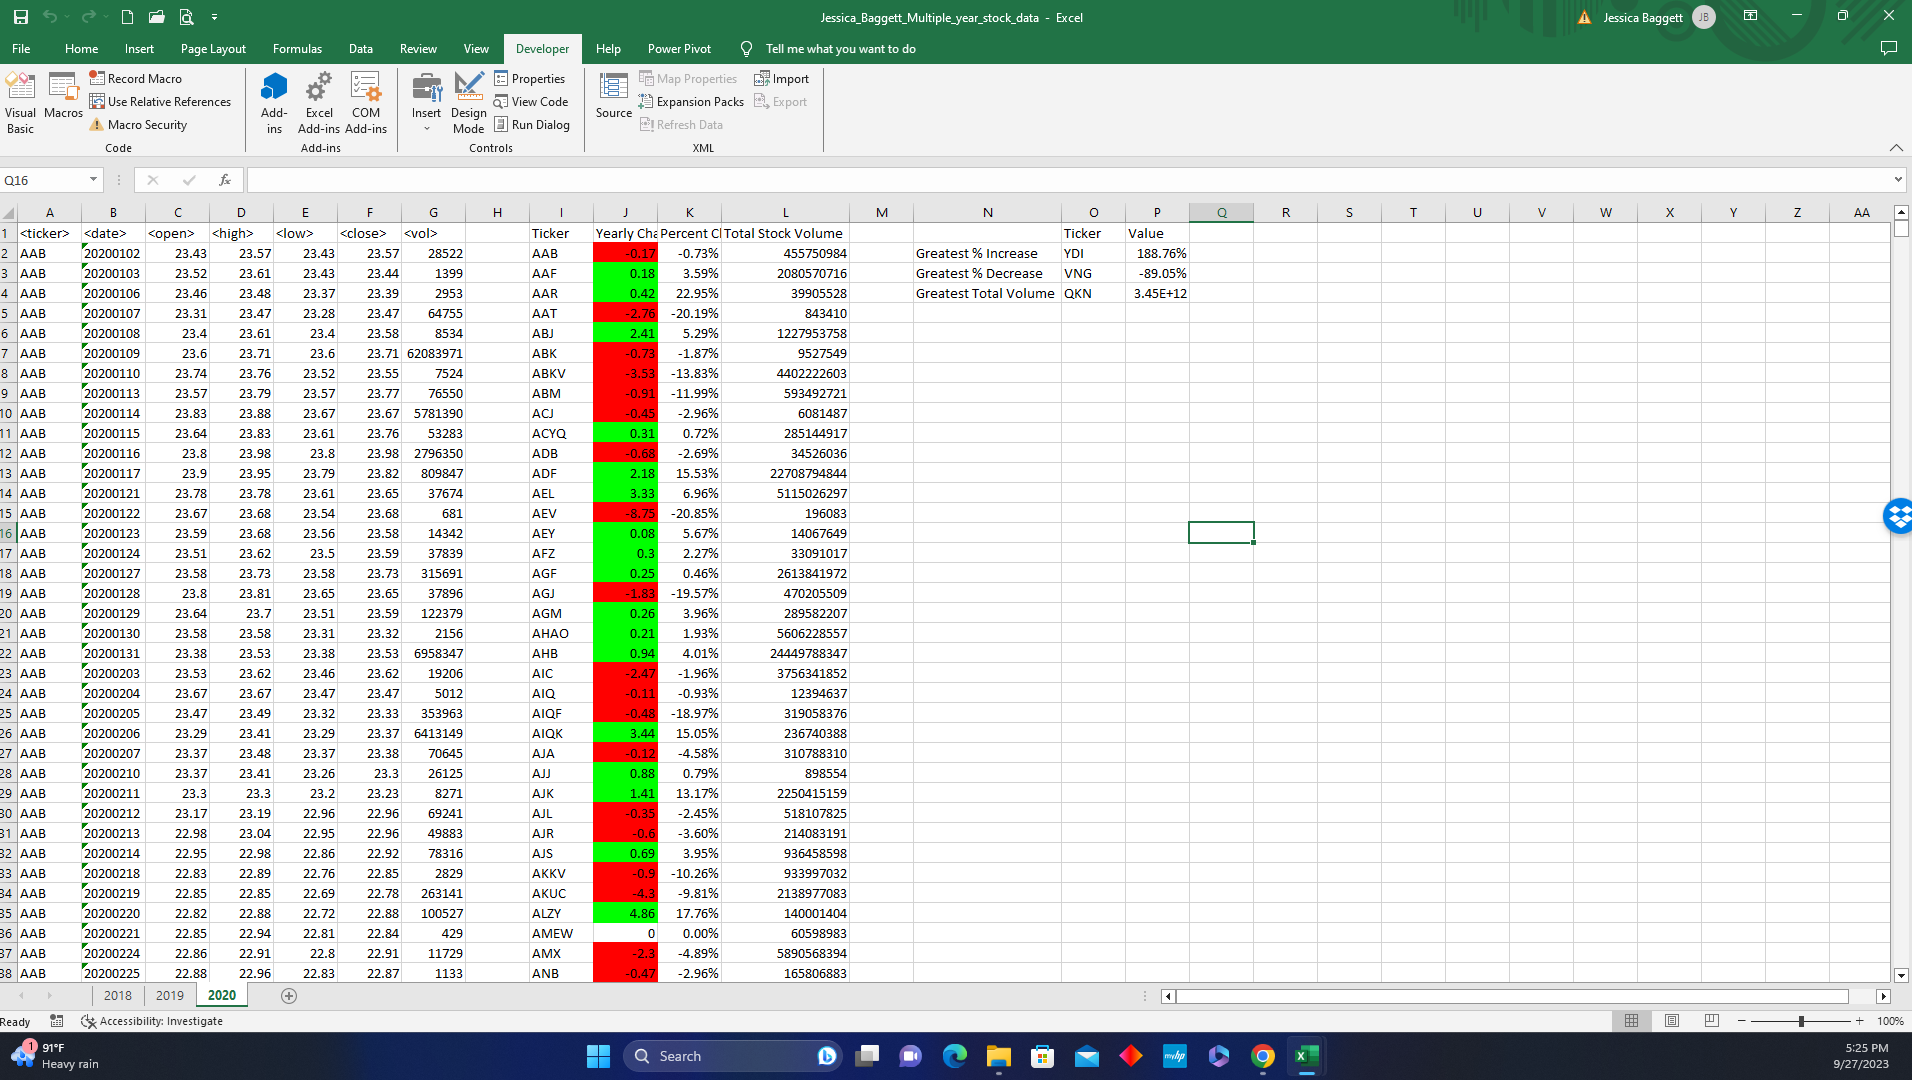 Jessica_Baggett_Multiple_year_stock_data - Excel
Jessica Baggett JB
File Home Insert Page Layout Formulas Data Review View Developer Help Power Pivot Tell me what you want to do
Visual Basic Macros Record Macro Use Relative References Macro Security Code
Add-ins Excel Add-ins COM Add-ins Add-ins
Insert Design Mode Properties View Code Run Dialog Controls
Source Map Properties Expansion Packs Refresh Data Import Export XML
Q16 fx
A B C D E F G H I J K L M N O P Q R S T U V W X Y Z AA
1 <ticker> <date> <open> <high> <low> <close> <vol> Ticker Yearly Cha Percent Cl Total Stock Volume Ticker Value
2 AAB 20200102 23.43 23.57 23.43 23.57 28522 AAB -0.17 -0.73% 455750984 Greatest % Increase YDI 188.76%
3 AAB 20200103 23.52 23.61 23.43 23.44 1399 AAF 0.18 3.59% 2080570716 Greatest % Decrease VNG -89.05%
4 AAB 20200106 23.46 23.48 23.37 23.39 2953 AAR 0.42 22.95% 39905528 Greatest Total Volume QKN 3.45E+12
5 AAB 20200107 23.31 23.47 23.28 23.47 64755 AAT -2.76 -20.19% 843410
6 AAB 20200108 23.4 23.61 23.4 23.58 8534 ABJ 2.41 5.29% 1227953758
7 AAB 20200109 23.6 23.71 23.6 23.71 62083971 ABK -0.73 -1.87% 9527549
8 AAB 20200110 23.74 23.76 23.52 23.55 7524 ABKV -3.53 -13.83% 4402222603
9 AAB 20200113 23.57 23.79 23.57 23.77 76550 ABM -0.91 -11.99% 593492721
10 AAB 20200114 23.83 23.88 23.67 23.67 5781390 ACJ -0.45 -2.96% 6081487
11 AAB 20200115 23.64 23.83 23.61 23.76 53283 ACYQ 0.31 0.72% 285144917
12 AAB 20200116 23.8 23.98 23.8 23.98 2796350 ADB -0.68 -2.69% 34526036
13 AAB 20200117 23.9 23.95 23.79 23.82 809847 ADF 2.18 15.53% 22708794844
14 AAB 20200121 23.78 23.78 23.61 23.65 37674 AEL 3.33 6.96% 5115026297
15 AAB 20200122 23.67 23.68 23.54 23.68 681 AEV -8.75 -20.85% 196083
16 AAB 20200123 23.59 23.68 23.56 23.58 14342 AEY 0.08 5.67% 14067649
17 AAB 20200124 23.51 23.62 23.5 23.59 37839 AFZ 0.3 2.27% 33091017
18 AAB 20200127 23.58 23.73 23.58 23.73 315691 AGF 0.25 0.46% 2613841972
19 AAB 20200128 23.8 23.81 23.65 23.65 37896 AGJ -1.83 -19.57% 470205509
20 AAB 20200129 23.64 23.7 23.51 23.59 122379 AGM 0.26 3.96% 289582207
21 AAB 20200130 23.58 23.58 23.31 23.32 2156 AHAO 0.21 1.93% 5606228557
22 AAB 20200131 23.38 23.53 23.38 23.53 6958347 AHB 0.94 4.01% 24449788347
23 AAB 20200203 23.53 23.62 23.46 23.62 19206 AIC -2.47 -1.96% 3756341852
24 AAB 20200204 23.67 23.67 23.47 23.47 5012 AIQ -0.11 -0.93% 12394637
25 AAB 20200205 23.47 23.49 23.32 23.33 353963 AIQF -0.48 -18.97% 319058376
26 AAB 20200206 23.29 23.41 23.29 23.37 6413149 AIQK 3.44 15.05% 236740388
27 AAB 20200207 23.37 23.48 23.37 23.38 70645 AJA -0.12 -4.58% 310788310
28 AAB 20200210 23.37 23.41 23.26 23.3 26125 AJJ 0.88 0.79% 898554
29 AAB 20200211 23.3 23.3 23.2 23.23 8271 AJK 1.41 13.17% 2250415159
30 AAB 20200212 23.17 23.19 22.96 22.96 69241 AJL -0.35 -2.45% 518107825
31 AAB 20200213 22.98 23.04 22.95 22.96 49883 AJR -0.6 -3.60% 214083191
32 AAB 20200214 22.95 22.98 22.86 22.92 78316 AJS 0.69 3.95% 936458598
33 AAB 20200218 22.83 22.89 22.76 22.85 2829 AKKV -0.9 -10.26% 933997032
34 AAB 20200219 22.85 22.85 22.69 22.78 263141 AKUC -4.3 -9.81% 2138977083
35 AAB 20200220 22.82 22.88 22.72 22.88 100527 ALZY 4.86 17.76% 140001404
36 AAB 20200221 22.85 22.94 22.81 22.84 429 AMEW 0 0.00% 60598983
37 AAB 20200224 22.86 22.91 22.8 22.91 11729 AMX -2.3 -4.89% 5890568394
38 AAB 20200225 22.88 22.96 22.83 22.87 1133 ANB -0.47 -2.96% 165806883
2018 2019 2020
Ready Accessibility: Investigate 100%
1 91°F Heavy rain
Search
myhp
5:25 PM
9/27/2023